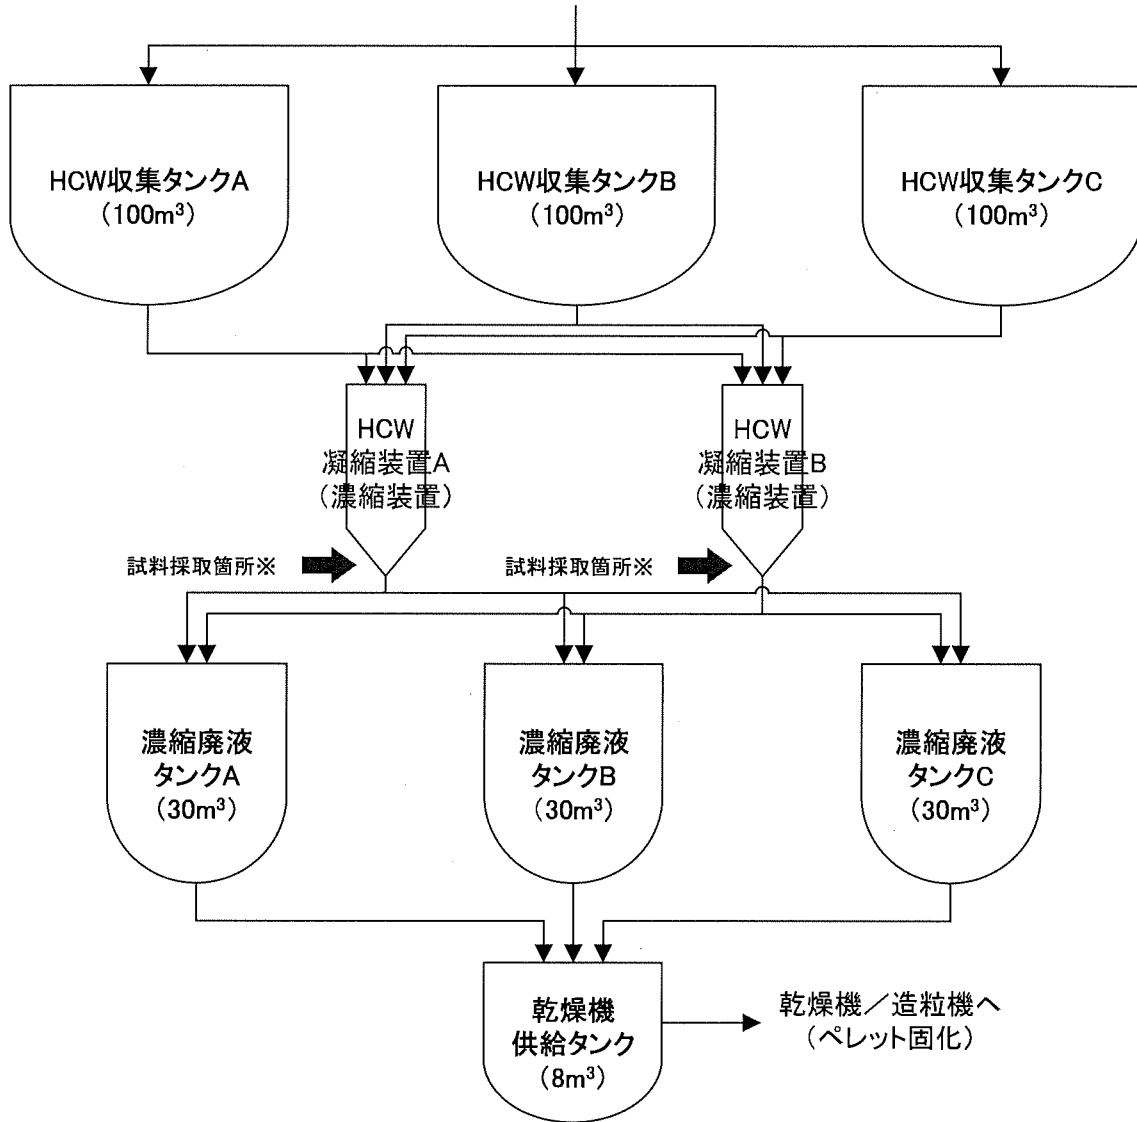 HCW収集タンクA
（100m³）
HCW収集タンクB
（100m³）
HCW収集タンクC
（100m³）
HCW
凝縮装置A
（濃縮装置）
HCW
凝縮装置B
（濃縮装置）
試料採取箇所※
試料採取箇所※
濃縮廃液
タンクA
（30m³）
濃縮廃液
タンクB
（30m³）
濃縮廃液
タンクC
（30m³）
乾燥機
供給タンク
（8m³）
乾燥機／造粒機へ
（ペレット固化）